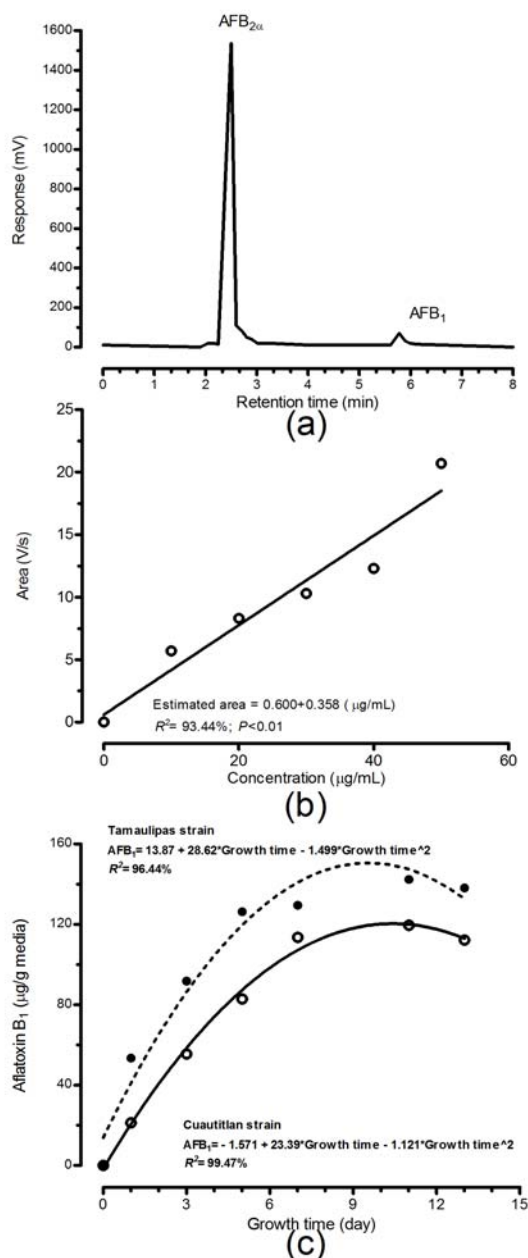 AFB2α
1600
1400
1200
1000
800
600
400
200
0
Response (mV)
AFB1
0 1 2 3 4 5 6 7 8
Retention time (min)
(a)
25
20
15
10
5
0
Area (V/s)
Estimated area = 0.600+0.358 ( µg/mL)
R²= 93.44%; P<0.01
0 20 40 60
Concentration (µg/mL)
(b)
160
120
80
40
0
Aflatoxin B1 (µg/g media)
Tamaulipas strain
AFB1= 13.87 + 28.62*Growth time - 1.499*Growth time^2
R²= 96.44%
Cuautitlan strain
AFB1= - 1.571 + 23.39*Growth time - 1.121*Growth time^2
R²= 99.47%
0 3 6 9 12 15
Growth time (day)
(c)